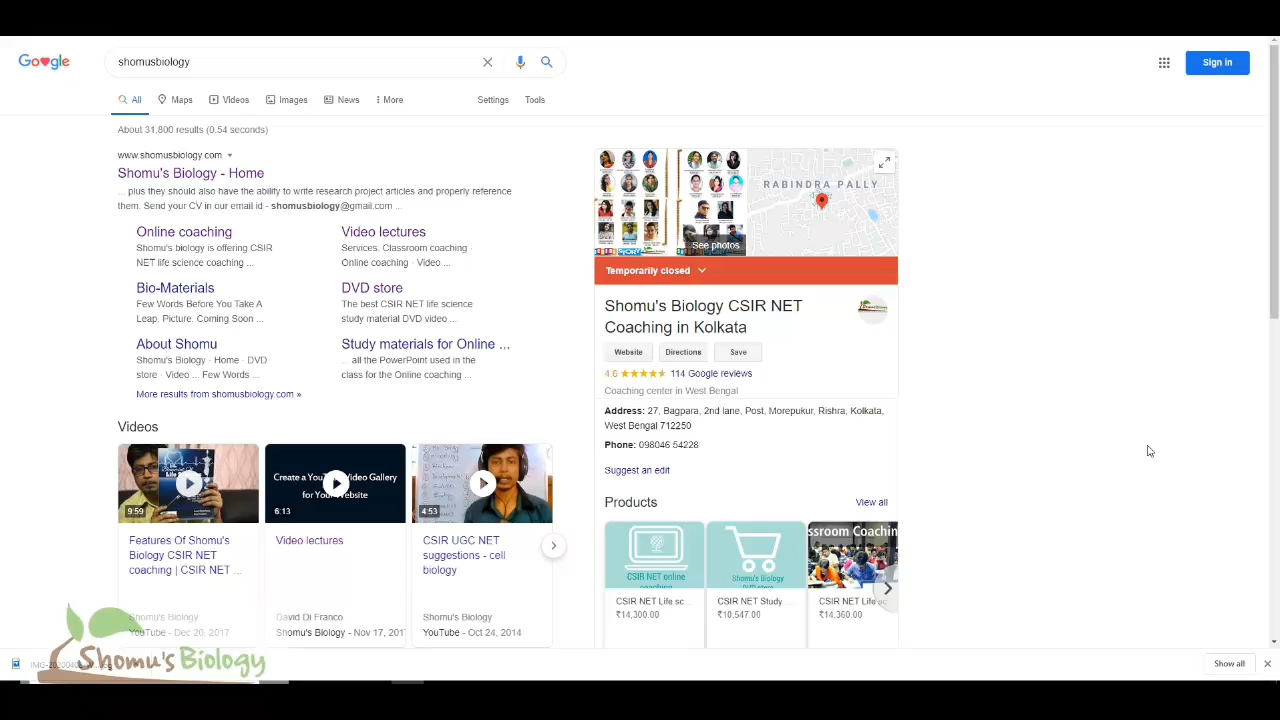 Google
shomusbiology
Sign in
All
Maps
Videos
Images
News
More
Settings
Tools
About 31,800 results (0.54 seconds)
www.shomusbiology.com
Shomu's Biology - Home
... plus they should also have the ability to write research project articles and properly reference
them. Send your CV in our email id - shomusbiology@gmail.com ...
Online coaching
Shomu's biology is offering CSIR
NET life science coaching ...
Video lectures
Services. Classroom coaching ·
Online coaching · Video ...
Bio-Materials
Few Words Before You Take A
Leap. Picture. Coming Soon ...
DVD store
The best CSIR NET life science
study material DVD video ...
About Shomu
Shomu's Biology · Home · DVD
store · Video ... Few Words ...
Study materials for Online ...
... all the PowerPoint used in the
class for the Online coaching ...
More results from shomusbiology.com »
Videos
9:59
Features Of Shomu's
Biology CSIR NET
coaching | CSIR NET ...
Shomu's Biology
YouTube - Dec 20, 2017
Create a YouTube Video Gallery
for Your Website
6:13
Video lectures
David Di Franco
Shomu's Biology - Nov 17, 201
4:53
CSIR UGC NET
suggestions - cell
biology
Shomu's Biology
YouTube - Oct 24, 2014
See photos
RABINDRA PALLY
Temporarily closed
Shomu's Biology CSIR NET
Coaching in Kolkata
Website
Directions
Save
4.6
114 Google reviews
Coaching center in West Bengal
Address: 27, Bagpara, 2nd lane, Post, Morepukur, Rishra, Kolkata,
West Bengal 712250
Phone: 098046 54228
Suggest an edit
Products
View all
CSIR NET online
coaching
CSIR NET Life sc...
₹14,300.00
Shomu's Biology
DVD store
CSIR NET Study ...
₹10,547.00
ssroom Coachin
CSIR NET Life sc
₹14,360.00
Shomu's Biology
Show all